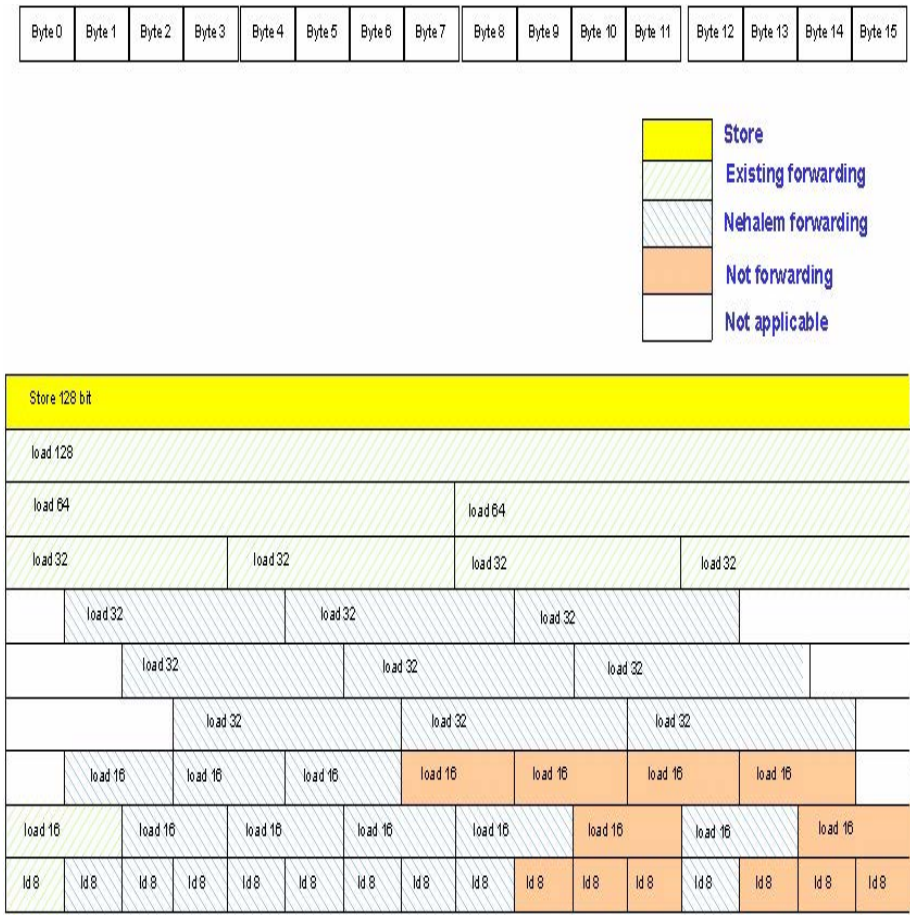 Byte 0 Byte 1 Byte 2 Byte 3 Byte 4 Byte 5 Byte 6 Byte 7 Byte 8 Byte 9 Byte 10 Byte 11 Byte 12 Byte 13 Byte 14 Byte 15
Store
Existing forwarding
Nehalem forwarding
Not forwarding
Not applicable
Store 128 bit
load 128
load 64 load 64
load 32 load 32 load 32 load 32
load 32 load 32 load 32
load 32 load 32 load 32
load 32 load 32 load 32
load 16 load 16 load 16 load 16 load 16 load 16 load 16
load 16 load 16 load 16 load 16 load 16 load 16 load 16 load 16
ld 8 ld 8 ld 8 ld 8 ld 8 ld 8 ld 8 ld 8 ld 8 ld 8 ld 8 ld 8 ld 8 ld 8 ld 8 ld 8